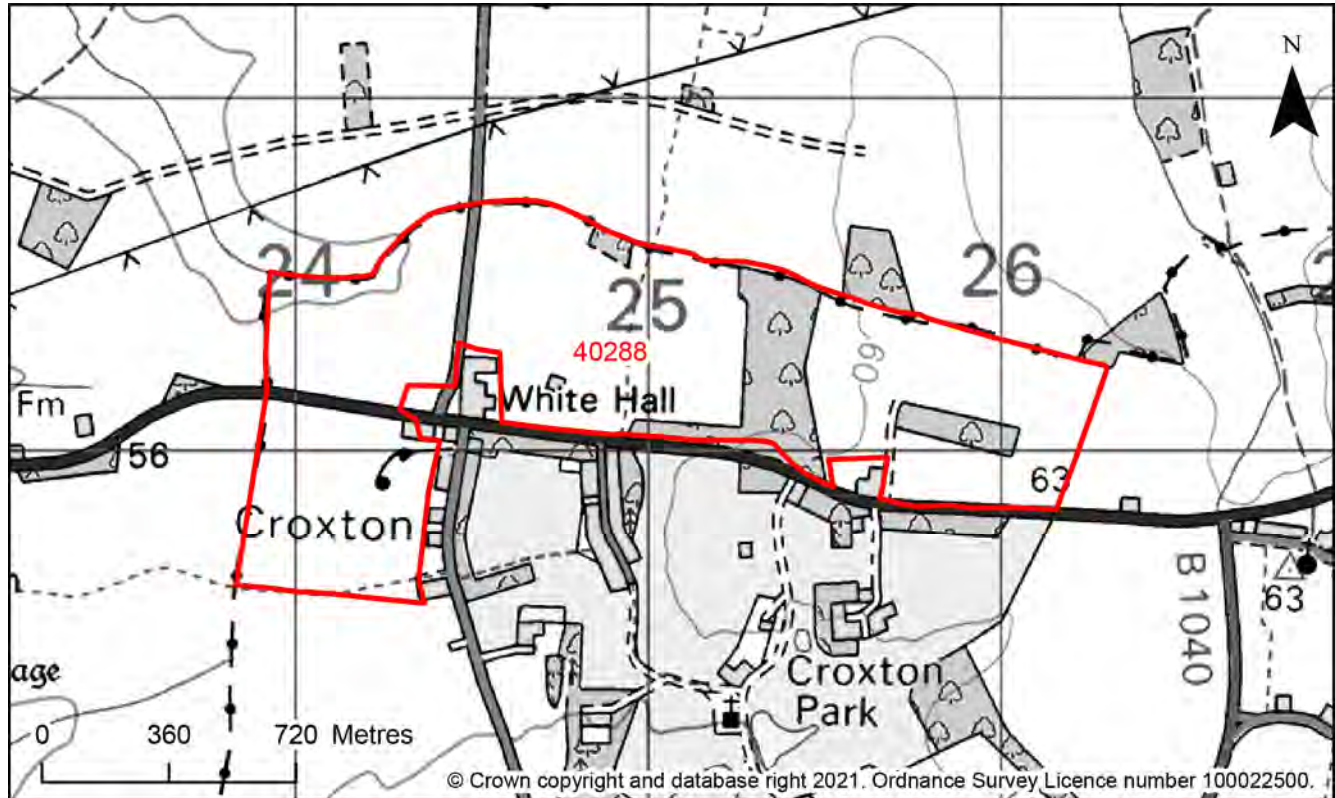 N
24
25
26
2
40288
60
Fm
White Hall
56
63
Croxton
B 1040
63
n
age
Croxton
Park
0 360 720 Metres
© Crown copyright and database right 2021. Ordnance Survey Licence number 100022500.